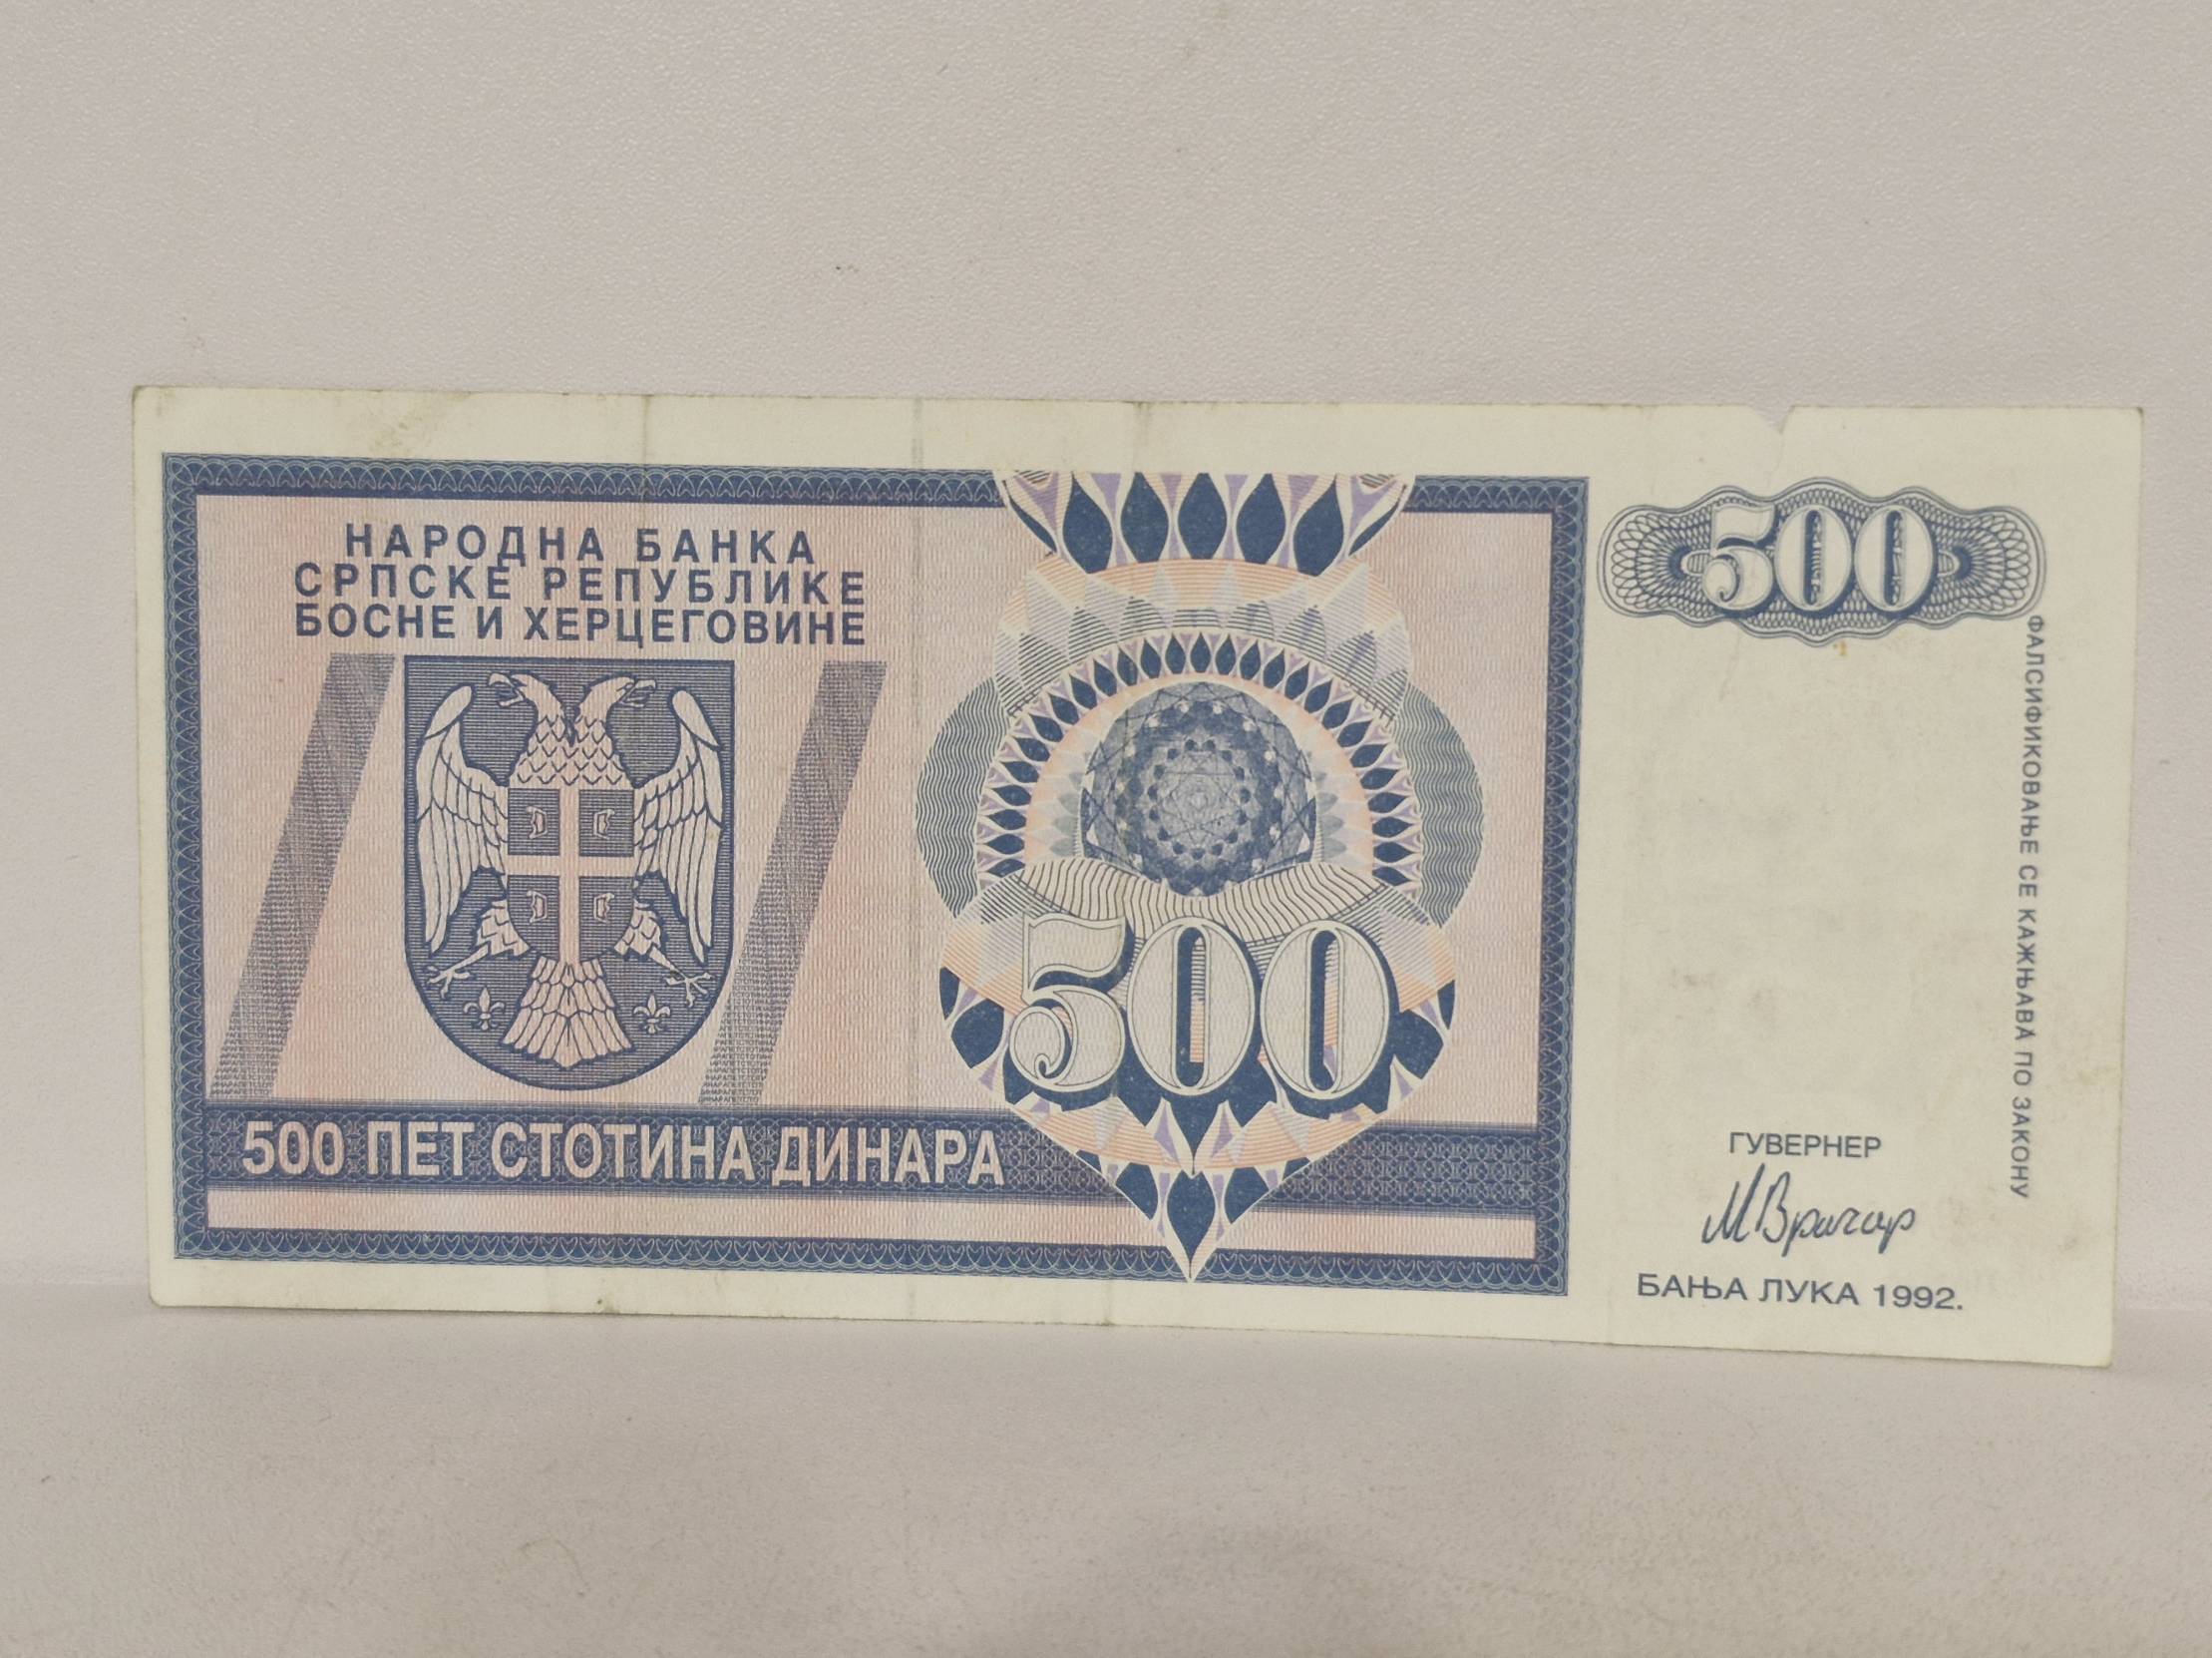 НАРОДНА БАНКА
СРПСКЕ РЕПУБЛИКЕ
БОСНЕ И ХЕРЦЕГОВИНЕ
500 ПЕТ СТОТИНА ДИНАРА
500
500
ФАЛСИФИКОВАЊЕ СЕ КАЖЊАВА ПО ЗАКОНУ
ГУВЕРНЕР
М Врачар
БАЊА ЛУКА 1992.